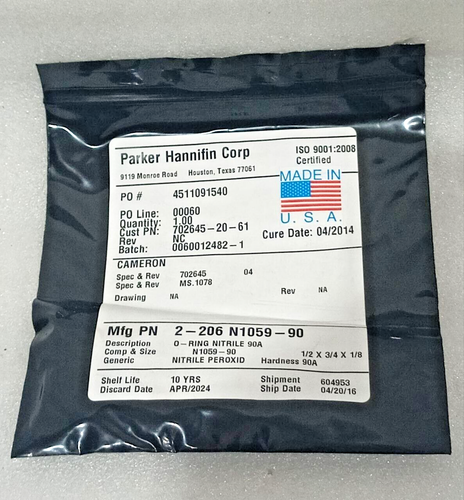 Parker Hannifin Corp
ISO 9001:2008
Certified
9119 Monroe Road Houston, Texas 77061
MADE IN
U. S. A.
PO # 4511091540
PO Line: 00060
Quantity: 1.00
Cust PN: 702645-20-61
Rev NC
Batch: 0060012482-1
Cure Date: 04/2014
CAMERON
Spec & Rev 702645 04
Spec & Rev MS.1078
Drawing NA Rev NA
Mfg PN 2-206 N1059-90
Description O-RING NITRILE 90A
Comp & Size N1059-90 1/2 X 3/4 X 1/8
Generic NITRILE PEROXID Hardness 90A
Shelf Life 10 YRS Shipment 604953
Discard Date APR/2024 Ship Date 04/20/16